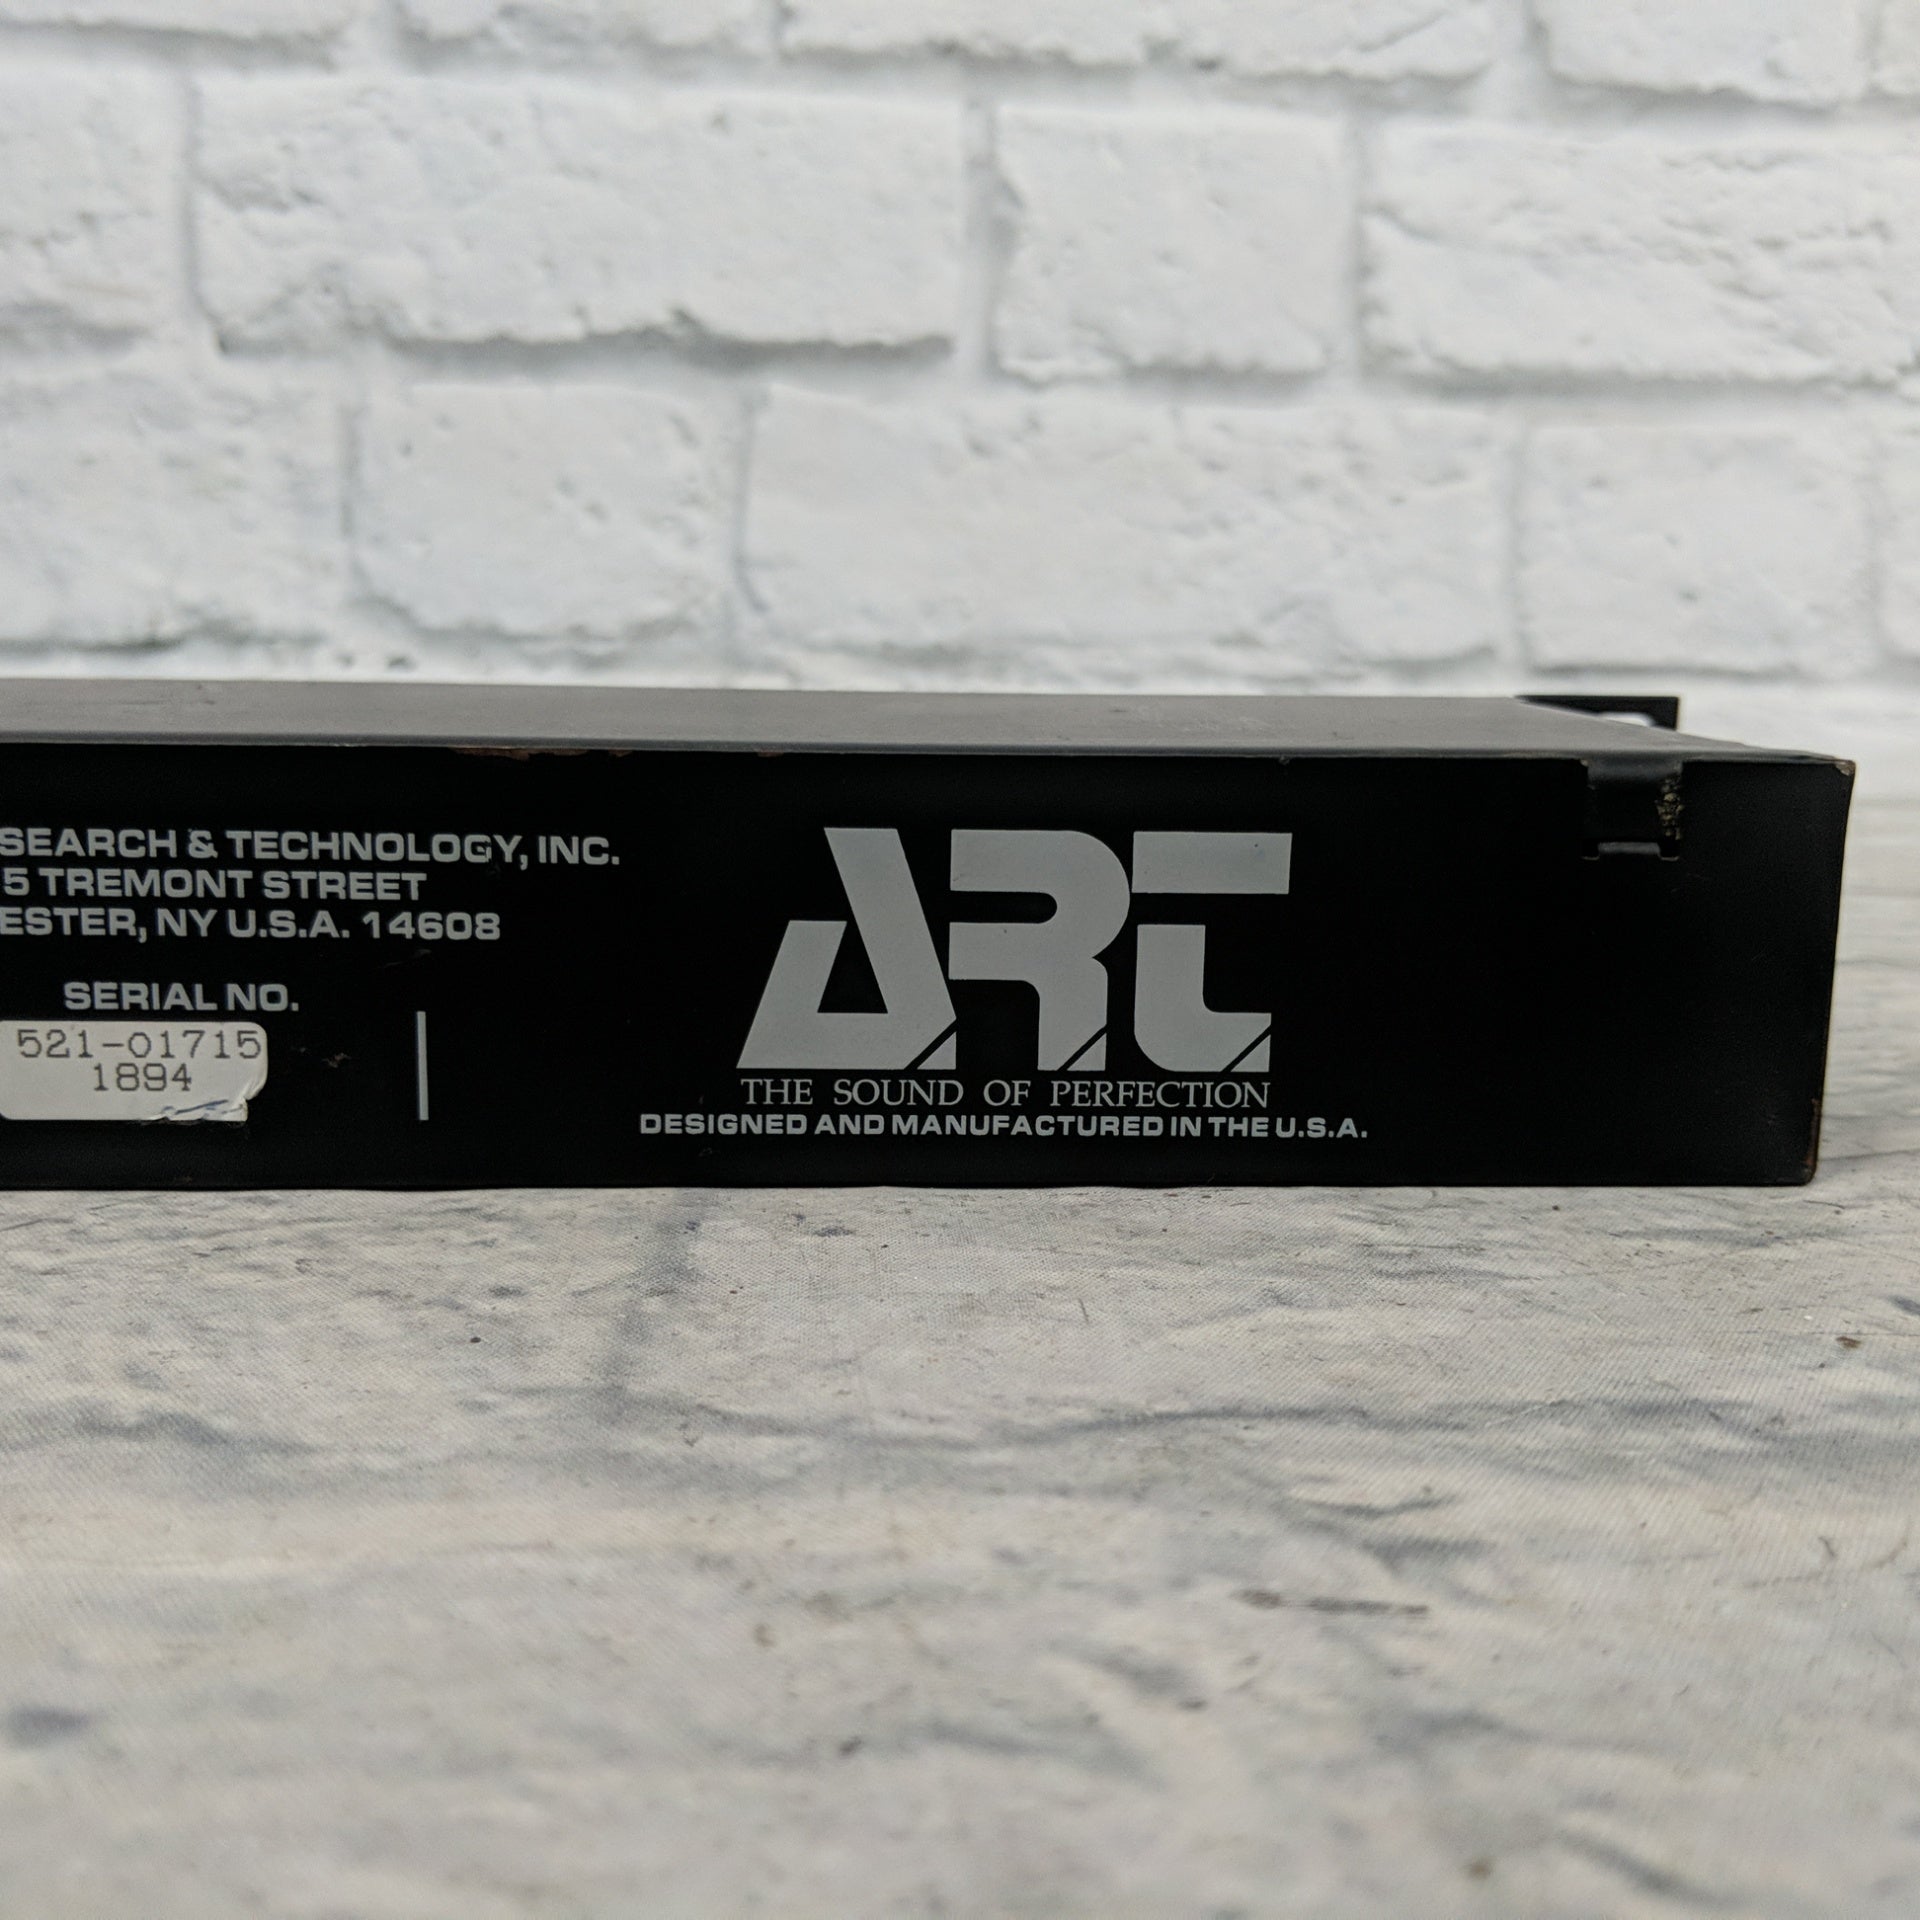 SEARCH & TECHNOLOGY, INC.
5 TREMONT STREET
ESTER, NY U.S.A. 14608
SERIAL NO.
521-01715
1894
ART
THE SOUND OF PERFECTION
DESIGNED AND MANUFACTURED IN THE U.S.A.